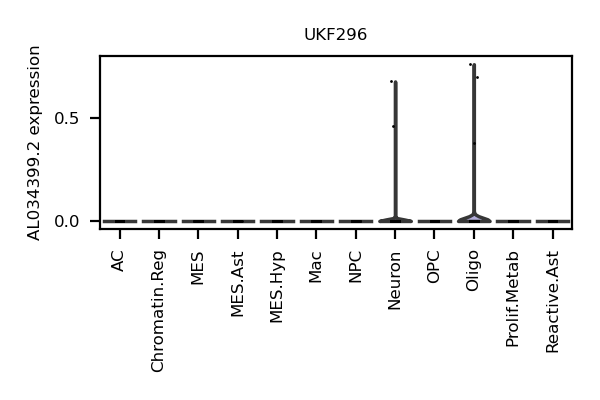 UKF296
AL034399.2 expression
0.5
0.0
AC
Chromatin.Reg
MES
MES.Ast
MES.Hyp
Mac
NPC
Neuron
OPC
Oligo
Prolif.Metab
Reactive.Ast